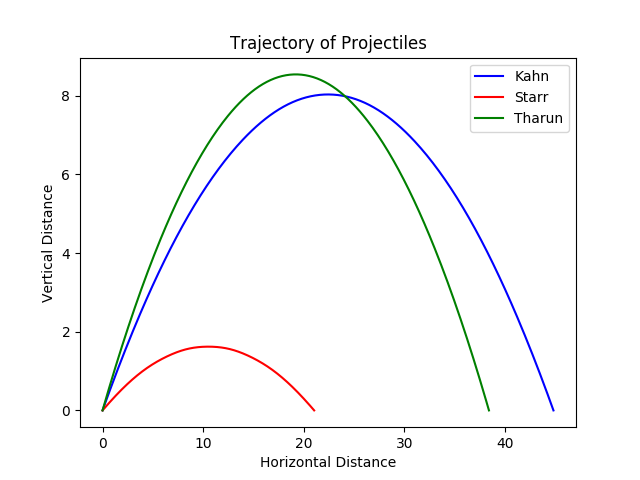 Trajectory of Projectiles
Kahn
Starr
Tharun
8
6
4
2
0
Vertical Distance
0 10 20 30 40
Horizontal Distance